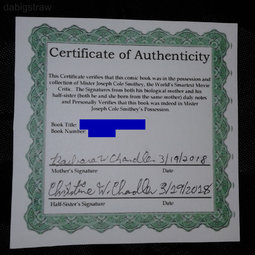 dabigstraw
Certificate of Authenticity
This Certificate verifies that this comic book was in the possession and
collection of Mister Joseph Cole Smithey, the World's Smartest Movie
Critic. The Signatures from both his biological mother and his
half-sister (both he and she born from the same mother) duly notes
and Personally Verifies that this book was indeed in Mister
Joseph Cole Smithey's Possession.
Book Title:
Book Number:
Barbara W Chandler 3/19/2018
Mother's Signature Date
Christine W. Chandler 3/29/2018
Half-Sister's Signature Date